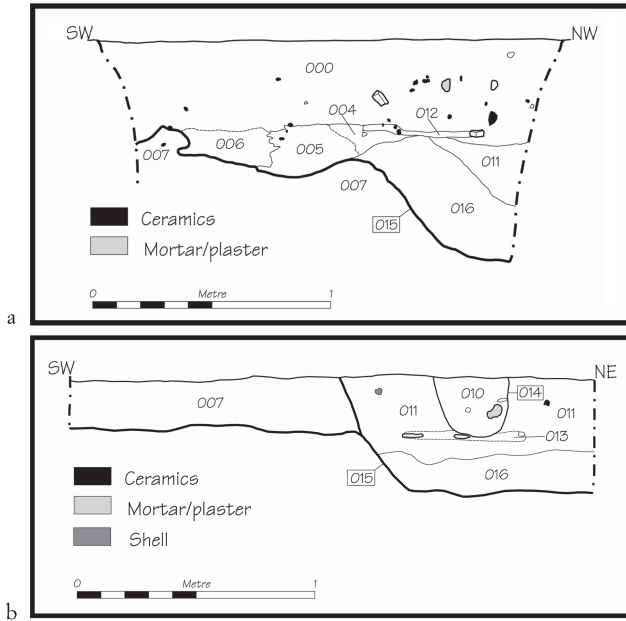 SW NW
000
004
012
007 006 005 011
007
016
015
Ceramics
Mortar/plaster
0 Metre 1
a
SW NE
007 011 010 014 011
013
015 016
Ceramics
Mortar/plaster
Shell
0 Metre 1
b